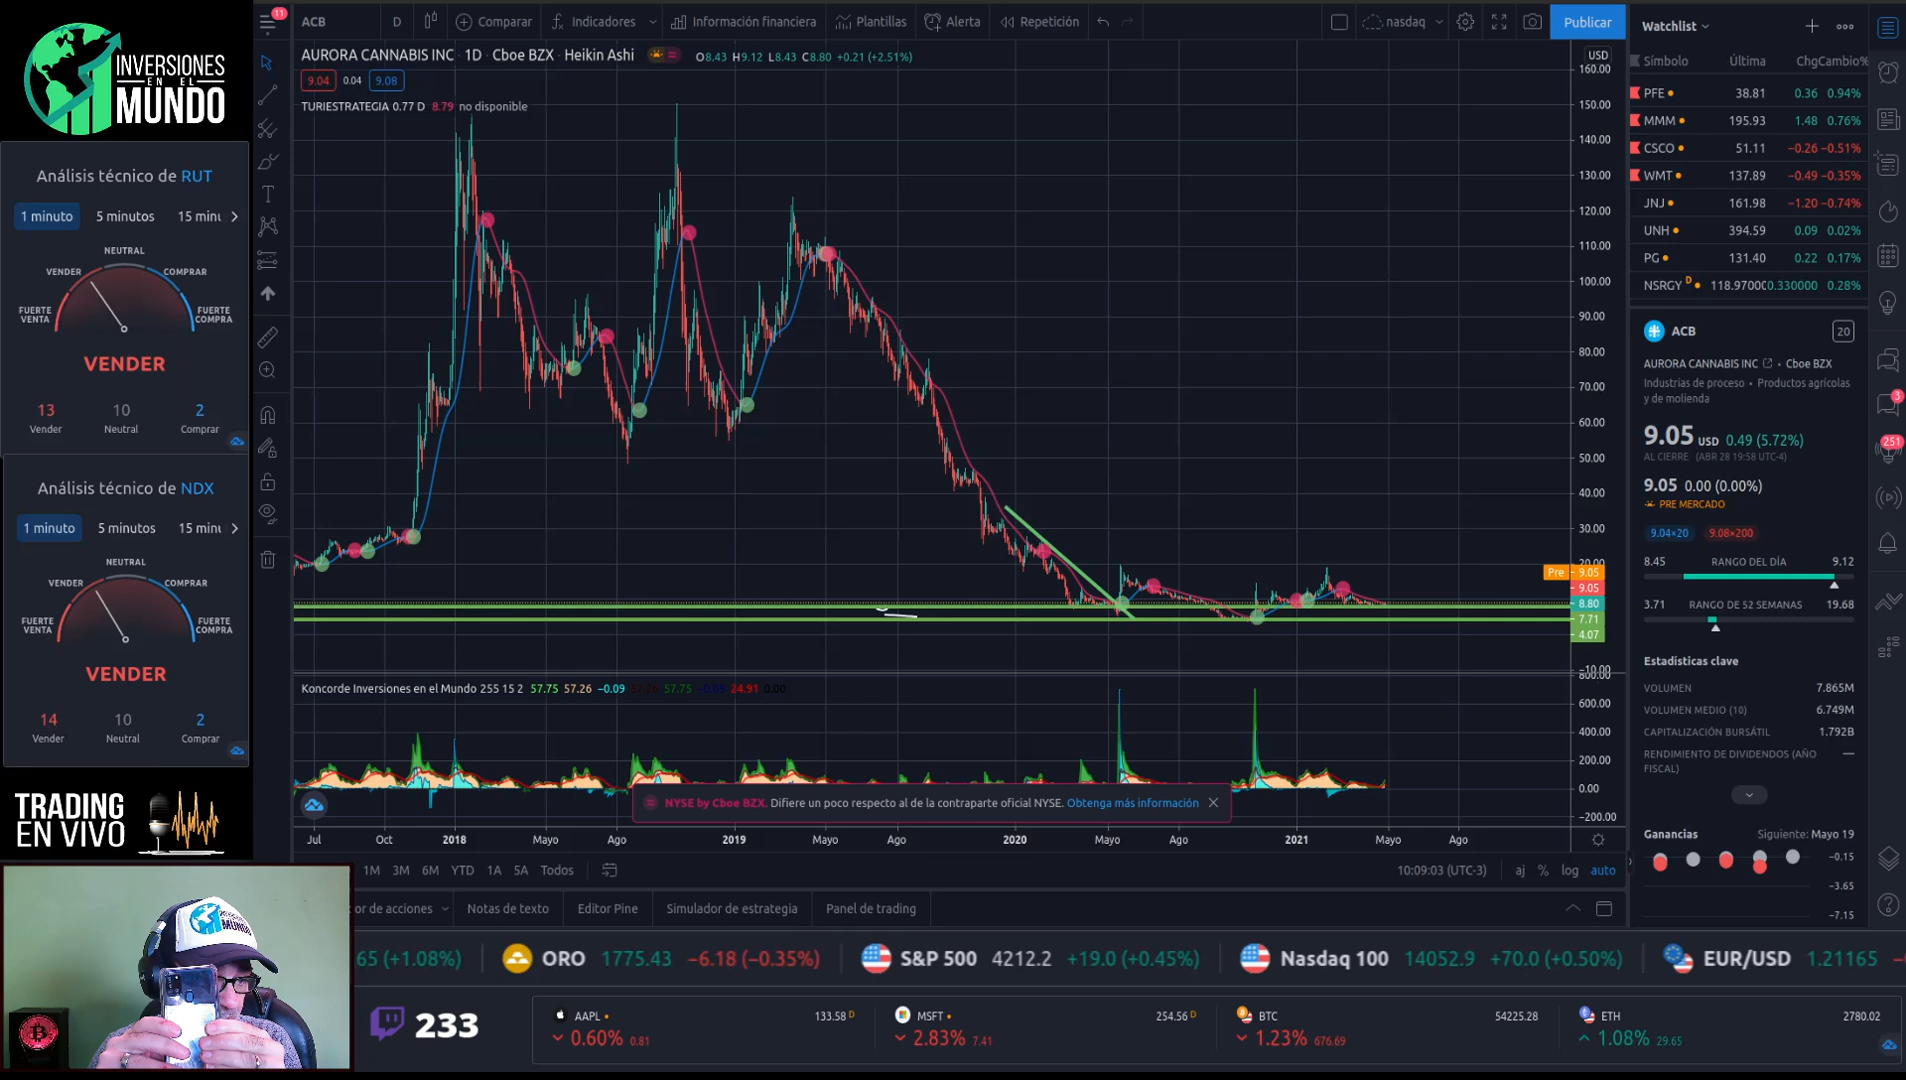 INVERSIONES
EN EL
MUNDO
Análisis técnico de RUT
1 minuto 5 minutos 15 minu
NEUTRAL
VENDER COMPRAR
FUERTE VENTA FUERTE COMPRA
VENDER
13 10 2
Vender Neutral Comprar
Análisis técnico de NDX
1 minuto 5 minutos 15 minu
NEUTRAL
VENDER COMPRAR
FUERTE VENTA FUERTE COMPRA
VENDER
14 10 2
Vender Neutral Comprar
TRADING
EN VIVO
11
ACB D Comparar Indicadores Información financiera Plantillas Alerta Repetición nasdaq Publicar
AURORA CANNABIS INC · 1D · Cboe BZX · Heikin Ashi O8.43 H9.12 L8.43 C8.80 +0.21 (+2.51%)
9.04 0.04 9.08
TURIESTRATEGIA 0.77 D 8.79 no disponible
USD
160.00
150.00
140.00
130.00
120.00
110.00
100.00
90.00
80.00
70.00
60.00
50.00
40.00
30.00
20.00
Pre 9.05
9.05
8.80
7.71
4.07
-10.00
Koncorde Inversiones en el Mundo 255 15 2 57.75 57.26 −0.09 57.26 57.75 −0.09 24.91 0.00
800.00
600.00
400.00
200.00
0.00
-200.00
NYSE by Cboe BZX. Difiere un poco respecto al de la contraparte oficial NYSE. Obtenga más información
Jul Oct 2018 Mayo Ago 2019 Mayo Ago 2020 Mayo Ago 2021 Mayo Ago
1M 3M 6M YTD 1A 5A Todos 10:09:03 (UTC-3) aj % log auto
or de acciones Notas de texto Editor Pine Simulador de estrategia Panel de trading
Watchlist
Símbolo Última Chg Cambio%
PFE 38.81 0.36 0.94%
MMM 195.93 1.48 0.76%
CSCO 51.11 −0.26 −0.51%
WMT 137.89 −0.49 −0.35%
JNJ 161.98 −1.20 −0.74%
UNH 394.59 0.09 0.02%
PG 131.40 0.22 0.17%
NSRGY D 118.9700 0.330000 0.28%
ACB 20
AURORA CANNABIS INC • Cboe BZX
Industrias de proceso • Productos agrícolas
y de molienda
9.05 USD 0.49 (5.72%)
AL CIERRE (ABR 28 19:58 UTC-4)
9.05 0.00 (0.00%)
PRE MERCADO
9.04×20 9.08×200
8.45 RANGO DEL DÍA 9.12
3.71 RANGO DE 52 SEMANAS 19.68
Estadísticas clave
VOLUMEN 7.865M
VOLUMEN MEDIO (10) 6.749M
CAPITALIZACIÓN BURSÁTIL 1.792B
RENDIMIENTO DE DIVIDENDOS (AÑO —
FISCAL)
Ganancias Siguiente: Mayo 19
−0.15
−3.65
−7.15
3
251
65 (+1.08%) ORO 1775.43 −6.18 (−0.35%) S&P 500 4212.2 +19.0 (+0.45%) Nasdaq 100 14052.9 +70.0 (+0.50%) EUR/USD 1.21165
233
AAPL 133.58 D MSFT 254.56 D BTC 54225.28 ETH 2780.02
0.60% 0.81 2.83% 7.41 1.23% 676.69 1.08% 29.65